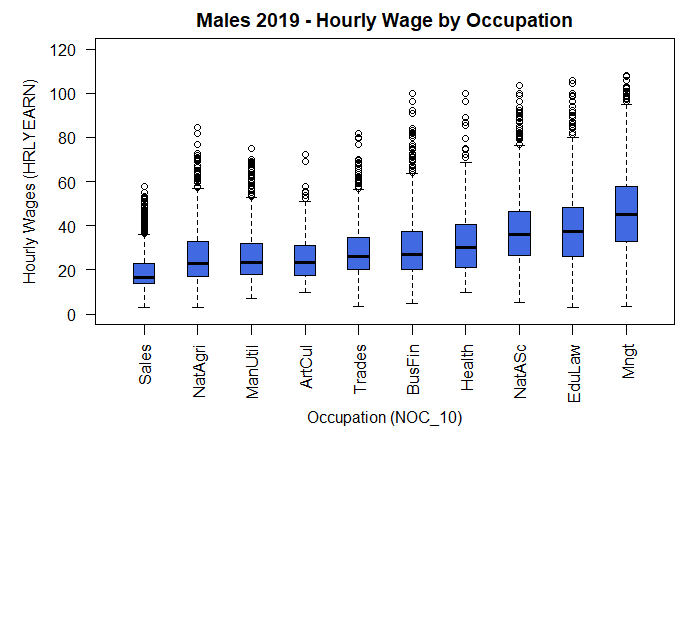 Males 2019 - Hourly Wage by Occupation
Hourly Wages (HRLYEARN)
120
100
80
60
40
20
0
Sales
NatAgri
ManUtil
ArtCul
Trades
BusFin
Health
NatASc
EduLaw
Mngt
Occupation (NOC_10)